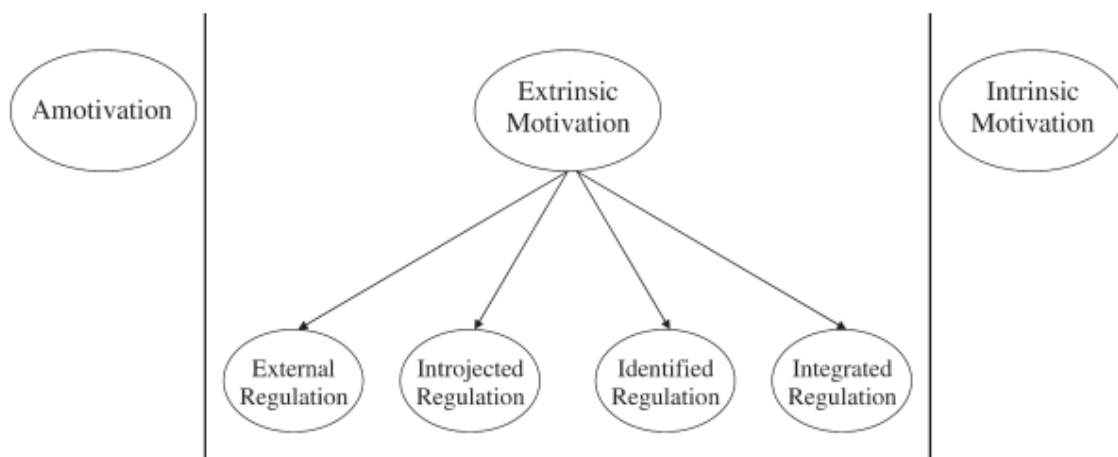 Amotivation
Extrinsic
Motivation
Intrinsic
Motivation
External
Regulation
Introjected
Regulation
Identified
Regulation
Integrated
Regulation